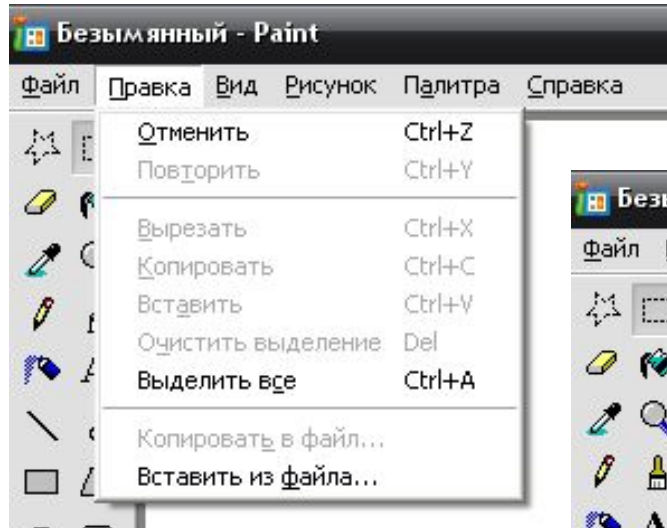 Безымянный - Paint
Файл Правка Вид Рисунок Палитра Справка
Отменить Ctrl+Z
Повторить Ctrl+Y
Вырезать Ctrl+X
Копировать Ctrl+C
Вставить Ctrl+V
Очистить выделение Del
Выделить все Ctrl+A
Копировать в файл...
Вставить из файла...
Файл